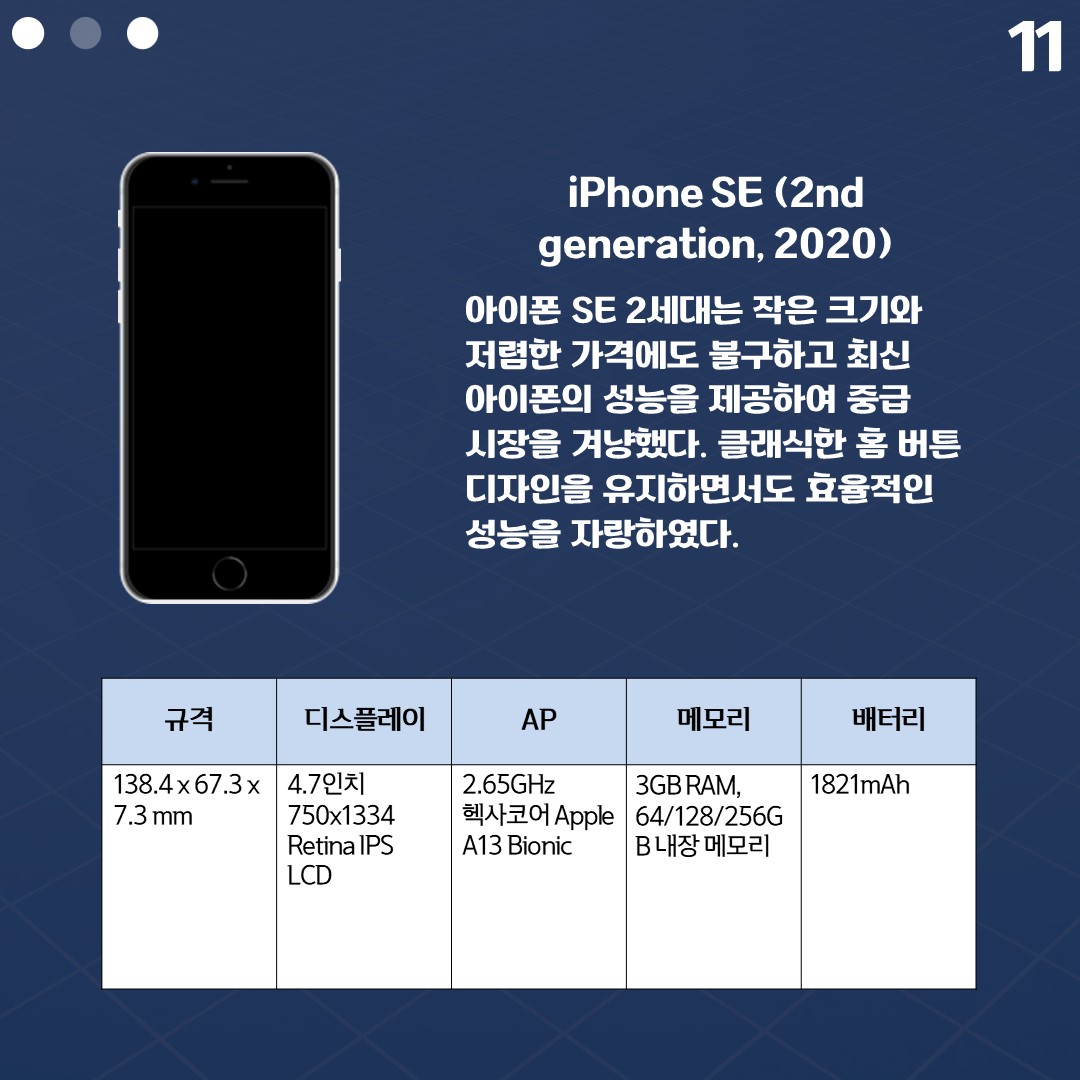 11
iPhone SE (2nd
generation, 2020)
아이폰 SE 2세대는 작은 크기와
저렴한 가격에도 불구하고 최신
아이폰의 성능을 제공하여 중급
시장을 겨냥했다. 클래식한 홈 버튼
디자인을 유지하면서도 효율적인
성능을 자랑하였다.
규격
디스플레이
AP
메모리
배터리
138.4 x 67.3 x
7.3 mm
4.7인치
750x1334
Retina IPS
LCD
2.65GHz
헥사코어 Apple
A13 Bionic
3GB RAM,
64/128/256G
B 내장 메모리
1821mAh